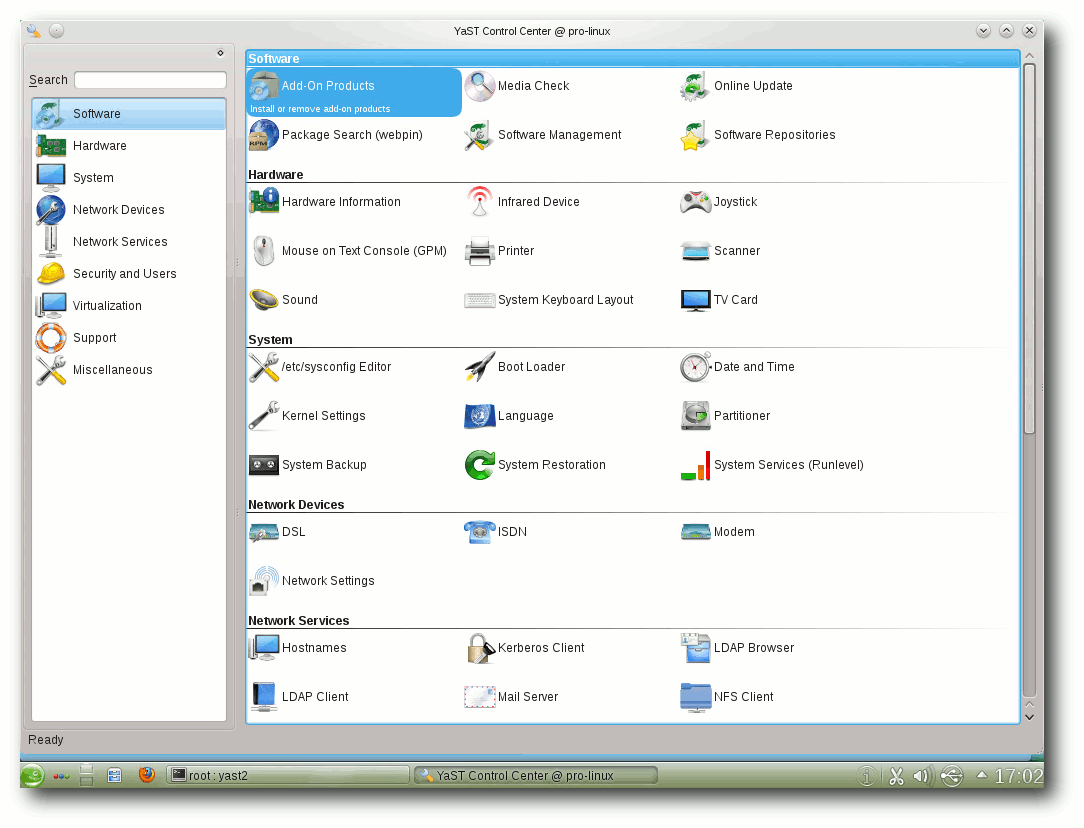 YaST Control Center @ pro-linux
Search
Software
Hardware
System
Network Devices
Network Services
Security and Users
Virtualization
Support
Miscellaneous
Software
Add-On Products
Media Check
Online Update
Install or remove add-on products
RPM
Package Search (webpin)
Software Management
Software Repositories
Hardware
Hardware Information
Infrared Device
Joystick
Mouse on Text Console (GPM)
Printer
Scanner
Sound
System Keyboard Layout
TV Card
System
/etc/sysconfig Editor
Boot Loader
Date and Time
Kernel Settings
Language
Partitioner
System Backup
System Restoration
System Services (Runlevel)
Network Devices
DSL
ISDN
Modem
Network Settings
Network Services
Hostnames
Kerberos Client
LDAP Browser
LDAP Client
Mail Server
NFS Client
Ready
root : yast2
YaST Control Center @ pro-linux
17:02